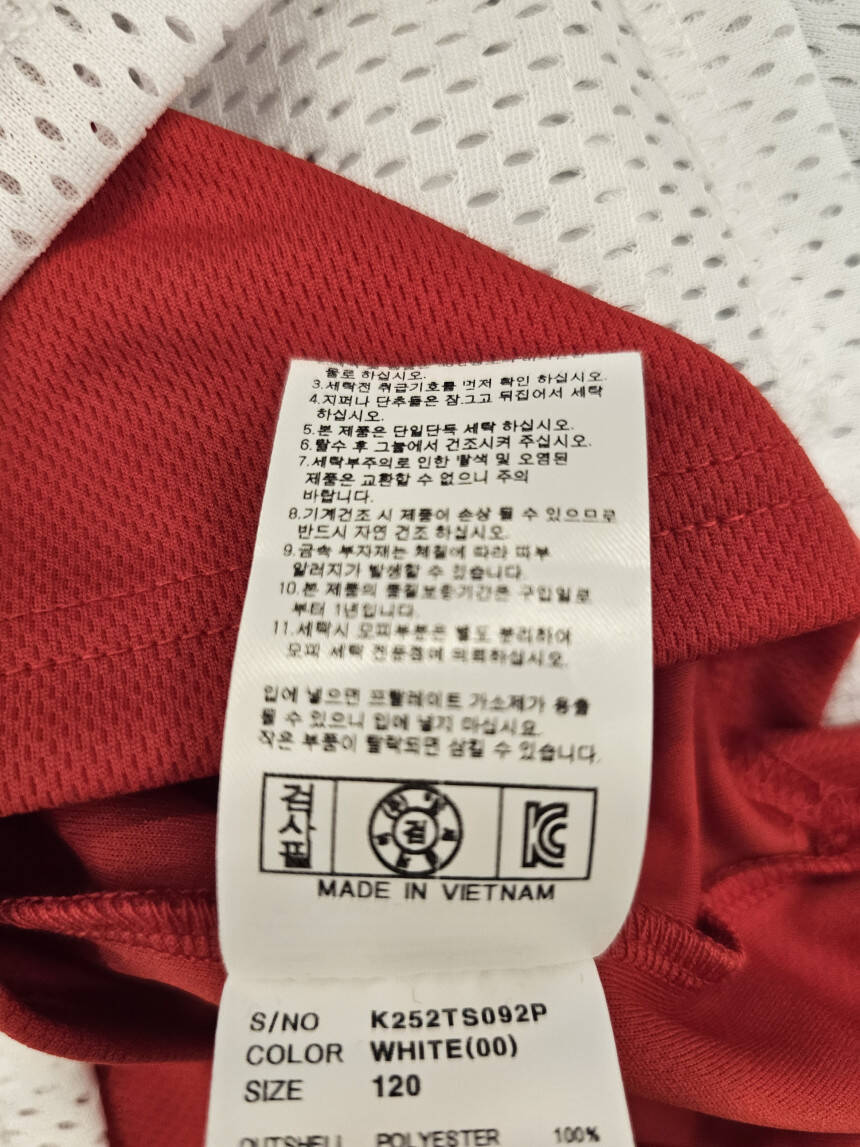 물로 하십시오.
3.세탁전 취급기호를 먼저 확인 하십시오.
4.지퍼나 단추들은 잠그고 뒤집어서 세탁
하십시오.
5.본 제품은 단일단독 세탁 하십시오.
6.탈수 후 그늘에서 건조시켜 주십시오.
7.세탁부주의로 인한 탈색 및 오염된
제품은 교환할 수 없으니 주의
바랍니다.
8.기계건조 시 제품이 손상 될 수 있으므로
반드시 자연 건조 하십시오.
9.금속 부자재는 체질에 따라 피부
알러지가 발생할 수 있습니다.
10.본 제품의 품질보증기간은 구입일로
부터 1년입니다.
11.세탁시 모피부분은 별도 분리하여
모피 세탁 전문점에 의뢰하십시오.
입에 넣으면 프탈레이트 가소제가 용출
될 수 있으니 입에 넣지 마십시오.
작은 부품이 탈락되면 삼킬 수 있습니다.
검사필
검
KC
MADE IN VIETNAM
S/NO K252TS092P
COLOR WHITE(00)
SIZE 120
OUTSHELL POLYESTER 100%